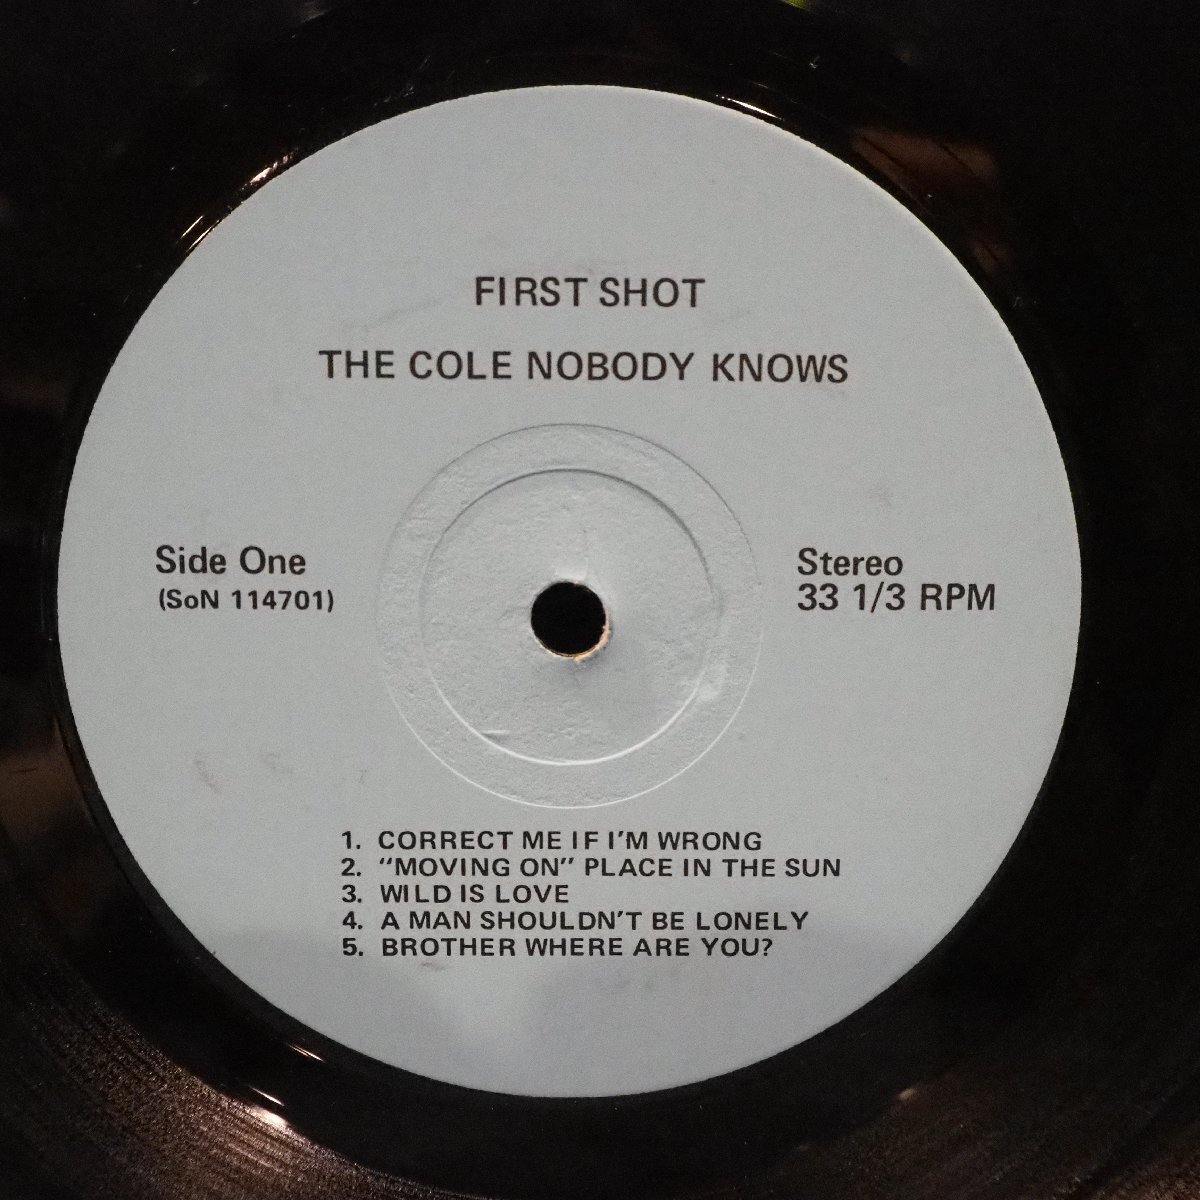 FIRST SHOT
THE COLE NOBODY KNOWS
Side One
(SoN 114701)
Stereo
33 1/3 RPM
1. CORRECT ME IF I'M WRONG
2. "MOVING ON" PLACE IN THE SUN
3. WILD IS LOVE
4. A MAN SHOULDN'T BE LONELY
5. BROTHER WHERE ARE YOU?